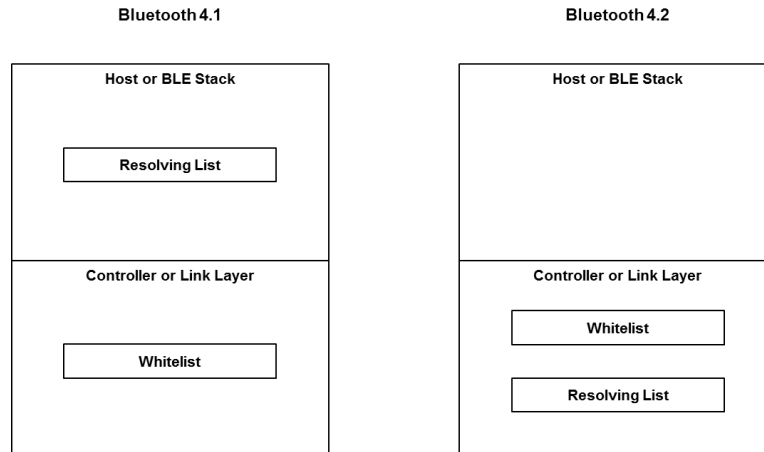 Bluetooth 4.1
Host or BLE Stack
Resolving List
Controller or Link Layer
Whitelist
Bluetooth 4.2
Host or BLE Stack
Controller or Link Layer
Whitelist
Resolving List